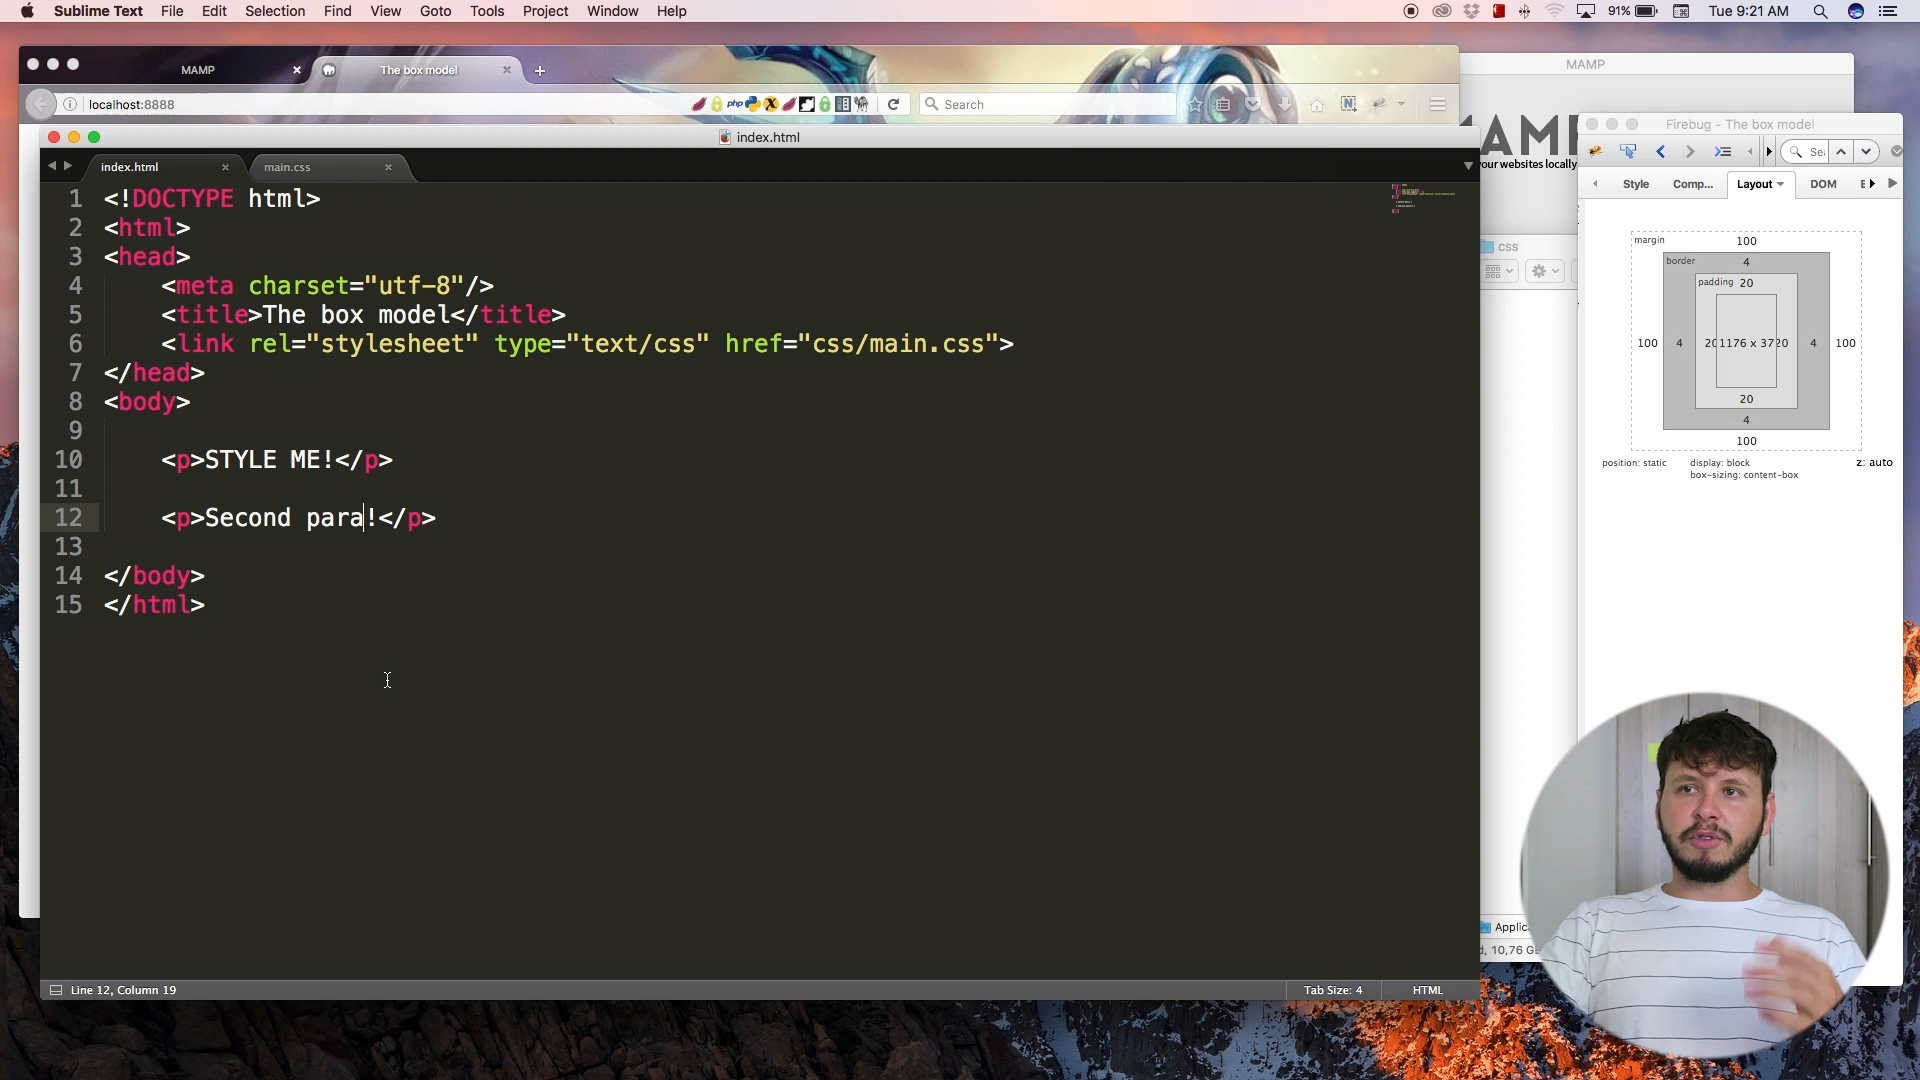 Sublime Text File Edit Selection Find View Goto Tools Project Window Help
91% Tue 9:21 AM
MAMP The box model
MAMP
localhost:8888 php Search
index.html
AMP
your websites locally
Firebug - The box model
index.html main.css
Style Comp... Layout DOM
css
1 <!DOCTYPE html>
2 <html>
3 <head>
4 <meta charset="utf-8"/>
5 <title>The box model</title>
6 <link rel="stylesheet" type="text/css" href="css/main.css">
7 </head>
8 <body>
9
10 <p>STYLE ME!</p>
11
12 <p>Second para!</p>
13
14 </body>
15 </html>
margin 100
border 4
padding 20
100 4 20 1176 x 37 20 4 100
20
4
100
position: static display: block z: auto
box-sizing: content-box
Applic
d, 10,76 G
Line 12, Column 19 Tab Size: 4 HTML